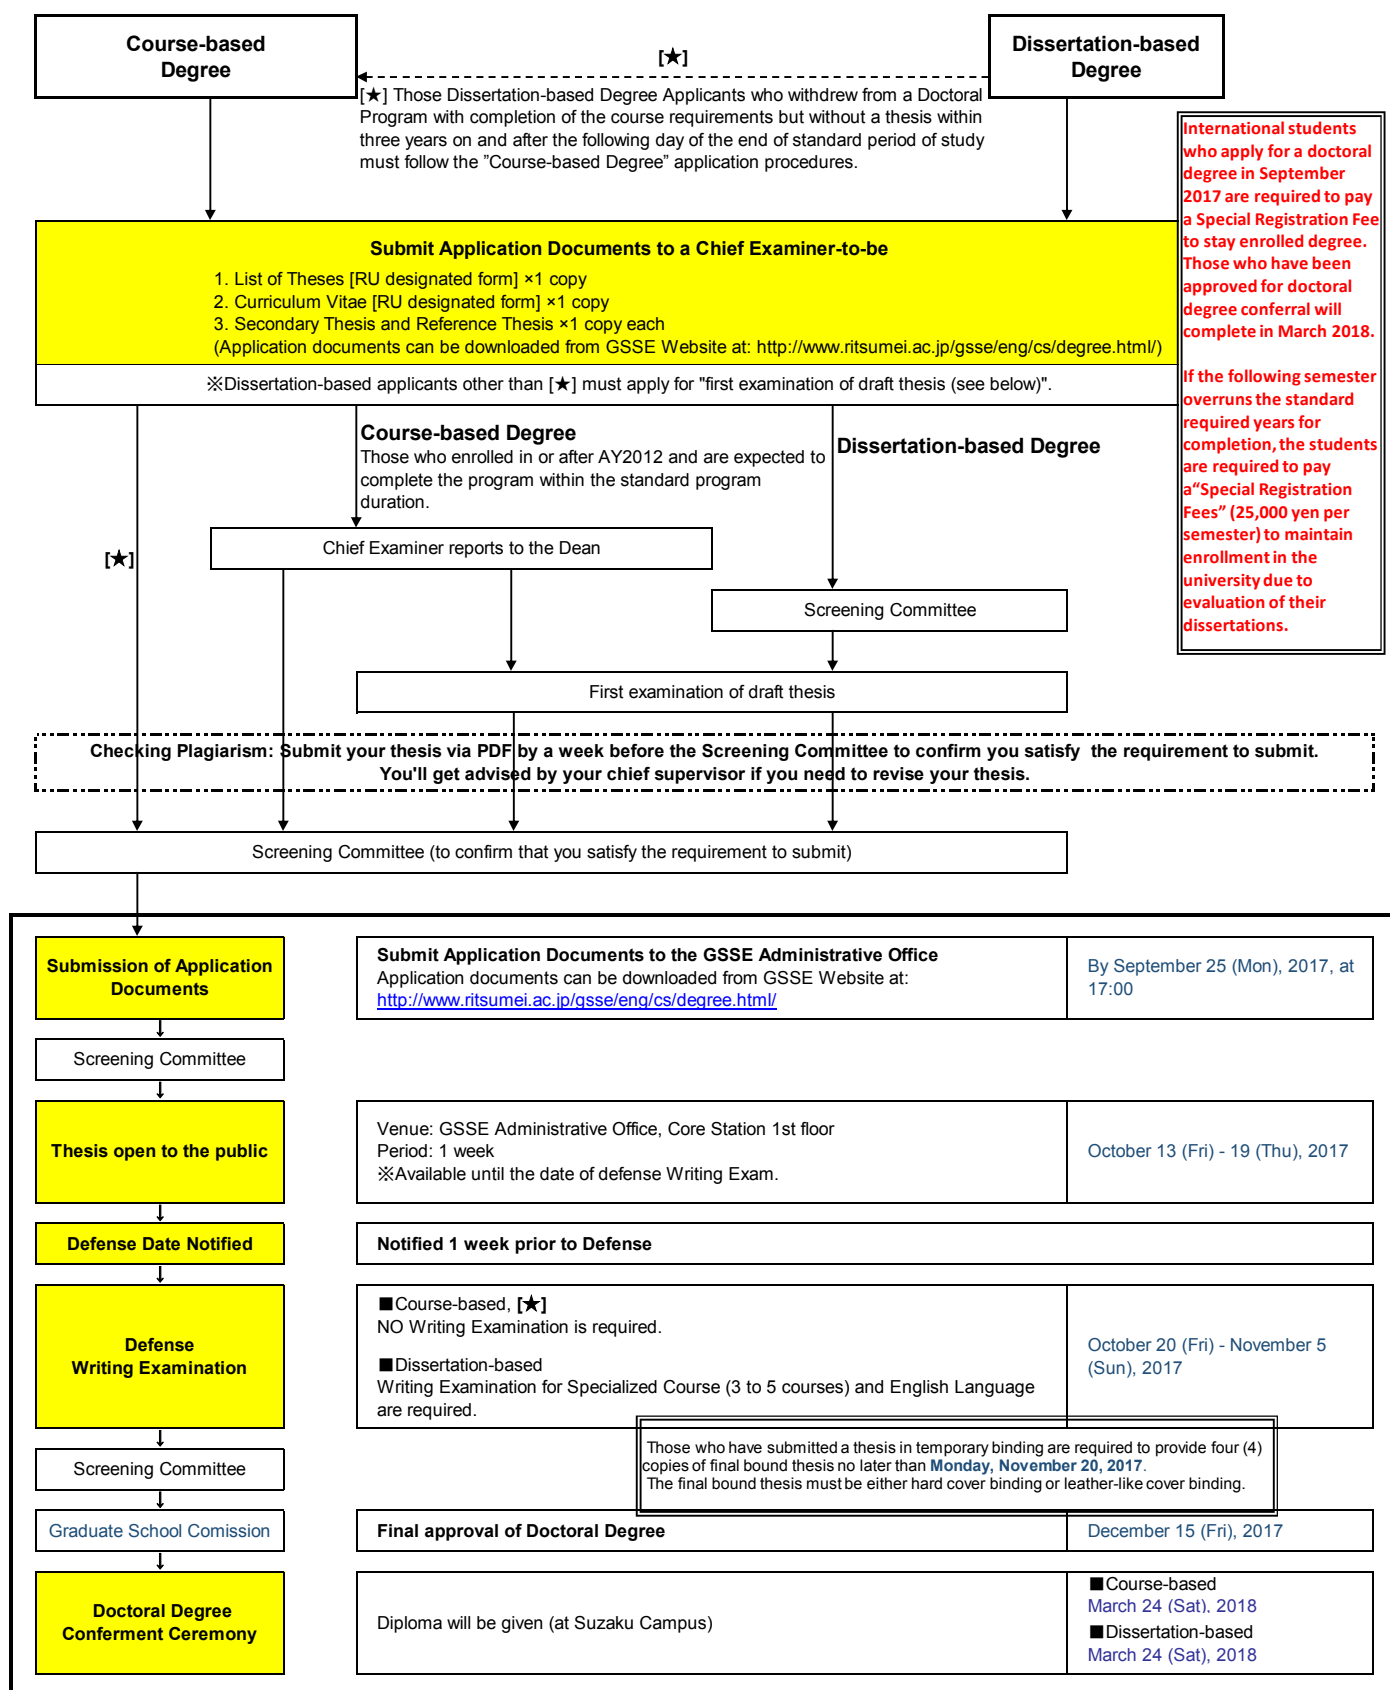 Course-based
Degree
[★]
Dissertation-based
Degree
[★] Those Dissertation-based Degree Applicants who withdrew from a Doctoral
Program with completion of the course requirements but without a thesis within
three years on and after the following day of the end of standard period of study
must follow the ”Course-based Degree” application procedures.
International students
who apply for a doctoral
degree in September
2017 are required to pay
a Special Registration Fee
to stay enrolled degree.
Those who have been
approved for doctoral
degree conferral will
complete in March 2018.
If the following semester
overruns the standard
required years for
completion, the students
are required to pay
a“Special Registration
Fees” (25,000 yen per
semester) to maintain
enrollment in the
university due to
evaluation of their
dissertations.
Submit Application Documents to a Chief Examiner-to-be
1. List of Theses [RU designated form] ×1 copy
2. Curriculum Vitae [RU designated form] ×1 copy
3. Secondary Thesis and Reference Thesis ×1 copy each
(Application documents can be downloaded from GSSE Website at: http://www.ritsumei.ac.jp/gsse/eng/cs/degree.html/)
※Dissertation-based applicants other than [★] must apply for "first examination of draft thesis (see below)".
Course-based Degree
Those who enrolled in or after AY2012 and are expected to
complete the program within the standard program
duration.
Dissertation-based Degree
[★]
Chief Examiner reports to the Dean
Screening Committee
First examination of draft thesis
Checking Plagiarism: Submit your thesis via PDF by a week before the Screening Committee to confirm you satisfy the requirement to submit.
You'll get advised by your chief supervisor if you need to revise your thesis.
Screening Committee (to confirm that you satisfy the requirement to submit)
Submission of Application
Documents
Submit Application Documents to the GSSE Administrative Office
Application documents can be downloaded from GSSE Website at:
http://www.ritsumei.ac.jp/gsse/eng/cs/degree.html/
By September 25 (Mon), 2017, at
17:00
Screening Committee
Thesis open to the public
Venue: GSSE Administrative Office, Core Station 1st floor
Period: 1 week
※Available until the date of defense Writing Exam.
October 13 (Fri) - 19 (Thu), 2017
Defense Date Notified
Notified 1 week prior to Defense
Defense
Writing Examination
■Course-based, [★]
NO Writing Examination is required.
■Dissertation-based
Writing Examination for Specialized Course (3 to 5 courses) and English Language
are required.
October 20 (Fri) - November 5
(Sun), 2017
Screening Committee
Those who have submitted a thesis in temporary binding are required to provide four (4)
copies of final bound thesis no later than Monday, November 20, 2017.
The final bound thesis must be either hard cover binding or leather-like cover binding.
Graduate School Comission
Final approval of Doctoral Degree
December 15 (Fri), 2017
Doctoral Degree
Conferment Ceremony
Diploma will be given (at Suzaku Campus)
■Course-based
March 24 (Sat), 2018
■Dissertation-based
March 24 (Sat), 2018